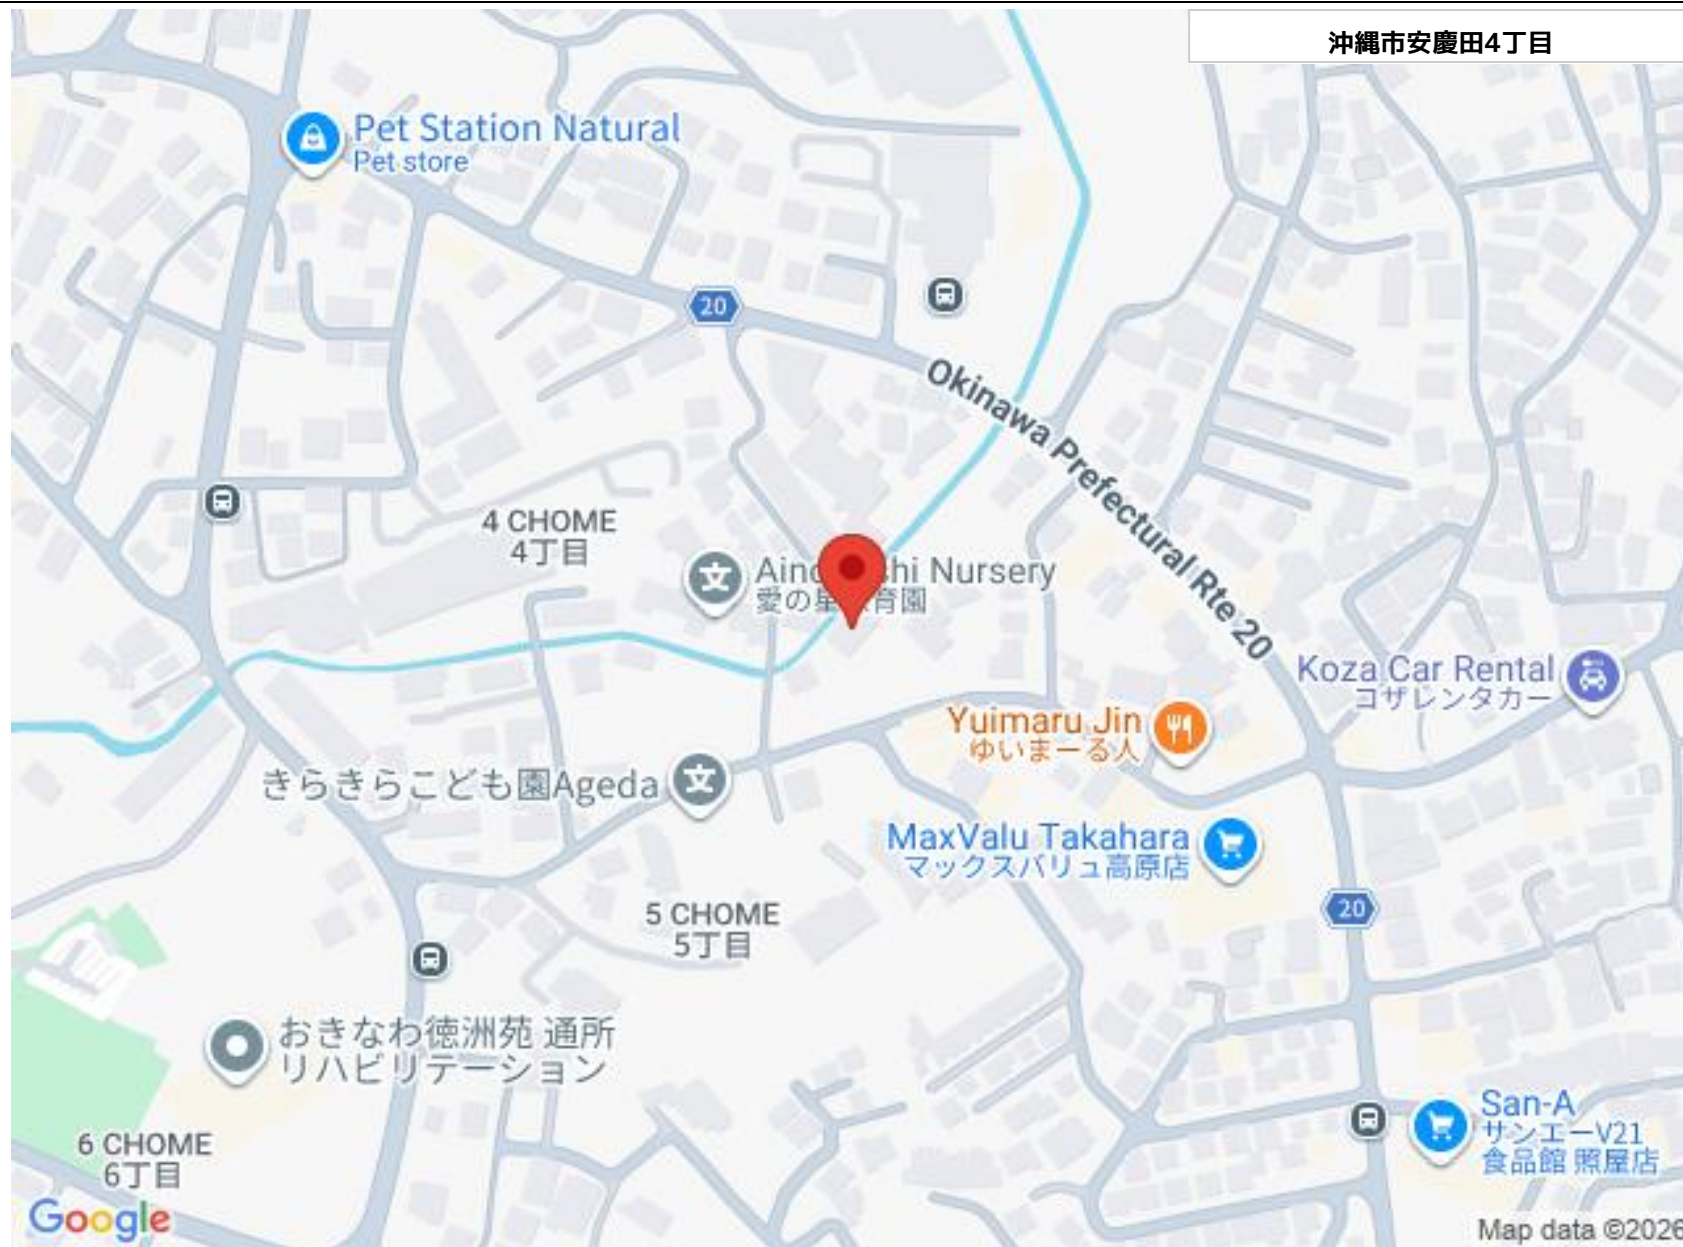 沖縄市安慶田4丁目
Pet Station Natural
Pet store
20
Okinawa Prefectural Rte 20
4 CHOME
4丁目
Nursery
愛の星
育園
Koza Car Rental
コザレンタカー
Yuimaru Jin
ゆいまーる人
きらきらこども園Ageda
MaxValu Takahara
マックスバリュ高原店
20
5 CHOME
5丁目
おきなわ徳洲苑 通所
リハビリテーション
San-A
サンエーV21
食品館 照屋店
6 CHOME
6丁目
Google
Map data ©2026